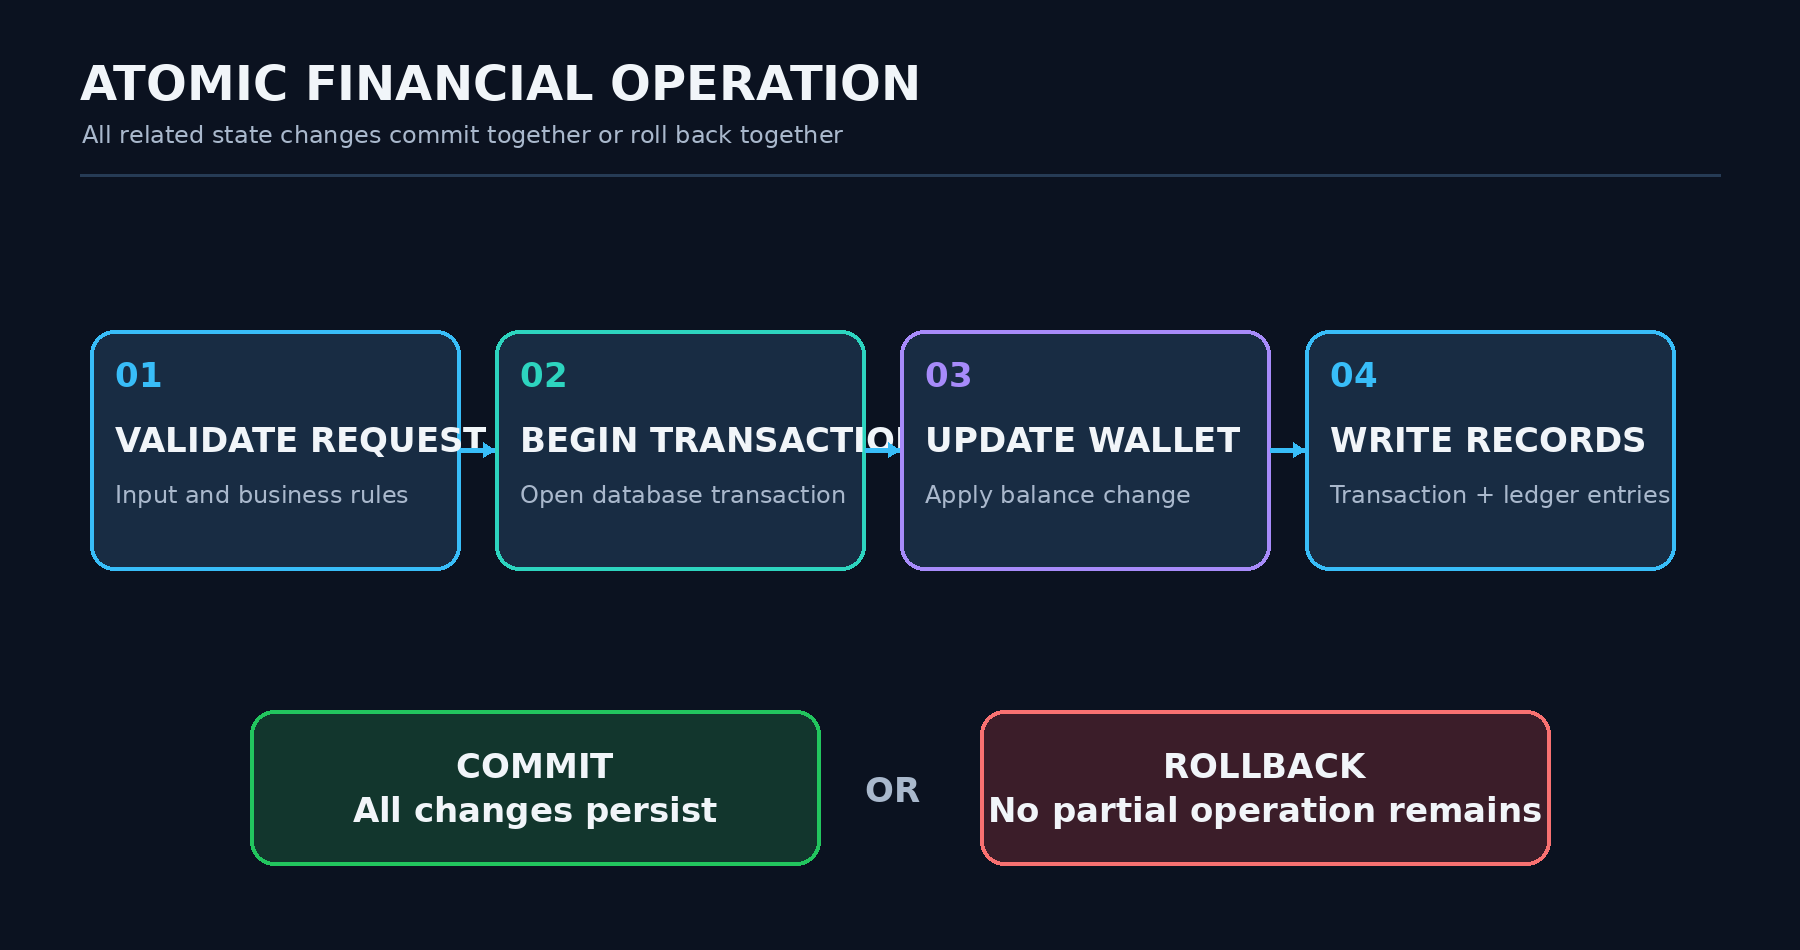 ATOMIC FINANCIAL OPERATION
All related state changes commit together or roll back together
01
VALIDATE REQUEST
Input and business rules
02
BEGIN TRANSACTION
Open database transaction
03
UPDATE WALLET
Apply balance change
04
WRITE RECORDS
Transaction + ledger entries
COMMIT
All changes persist
OR
ROLLBACK
No partial operation remains